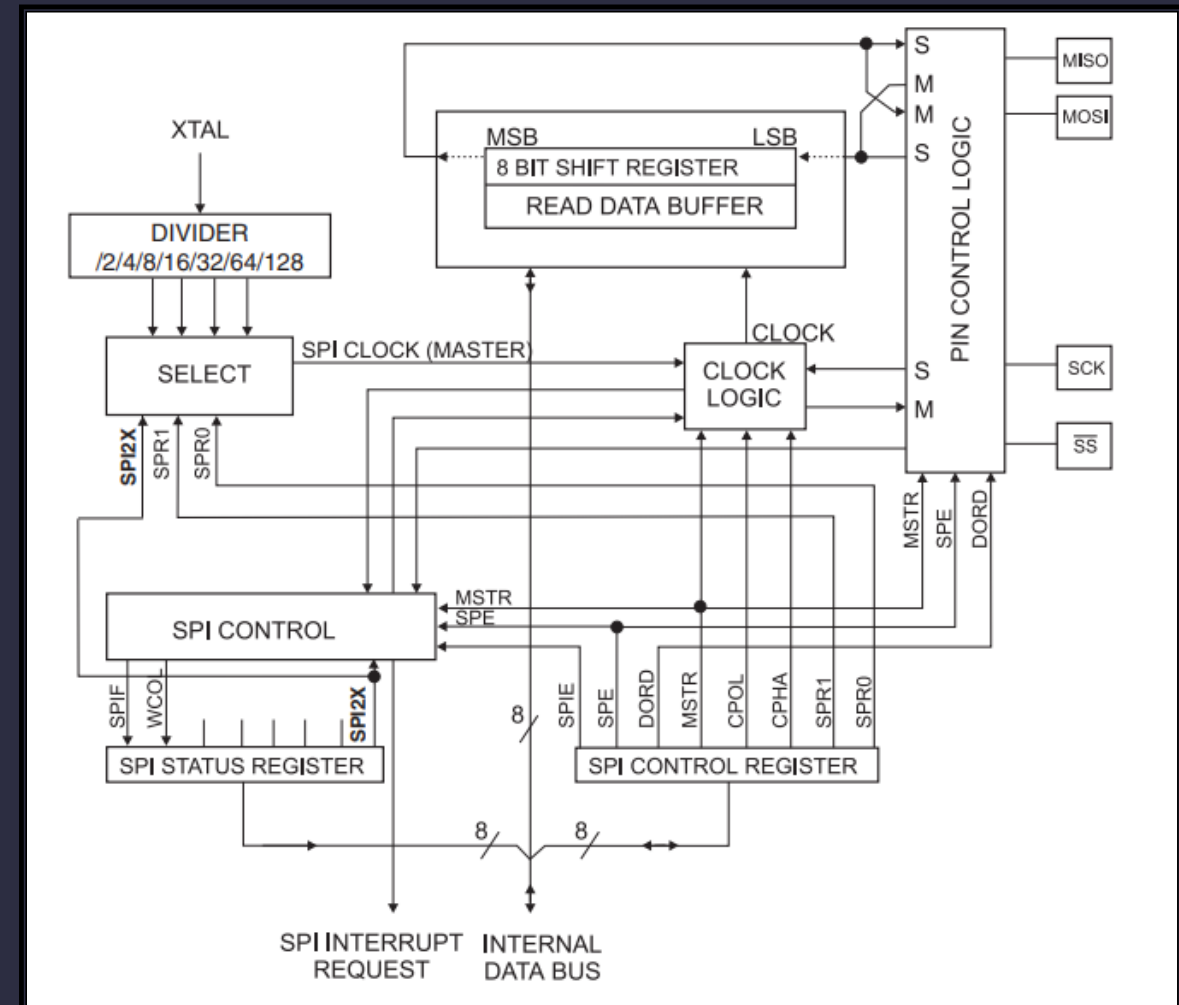 S
MISO
M
M
MOSI
XTAL
MSB
LSB
S
8 BIT SHIFT REGISTER
READ DATA BUFFER
DIVIDER
/2/4/8/16/32/64/128
PIN CONTROL LOGIC
SPI CLOCK (MASTER)
CLOCK
SELECT
CLOCK
LOGIC
S
SCK
M
SPI2X
SPR1
SPR0
SS
MSTR
SPE
DORD
MSTR
SPE
SPI CONTROL
SPIF
WCOL
SPI2X
8
SPIE
SPE
DORD
MSTR
CPOL
CPHA
SPR1
SPR0
SPI STATUS REGISTER
SPI CONTROL REGISTER
8
8
SPI INTERRUPT
REQUEST
INTERNAL
DATA BUS